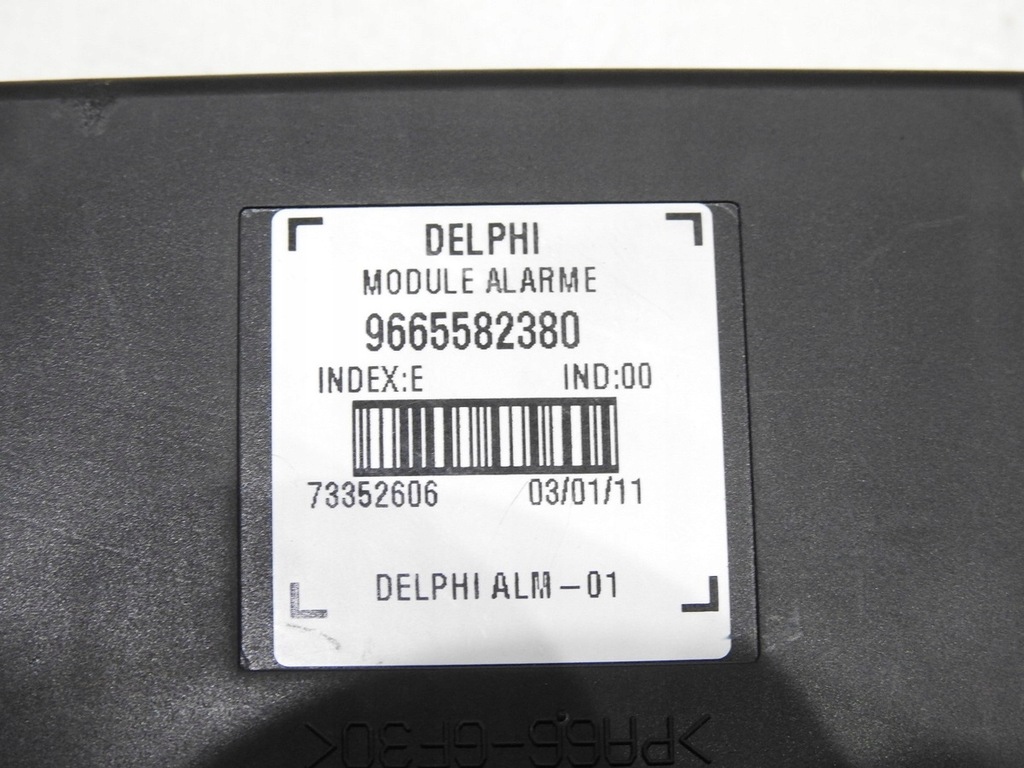 DELPHI
MODULE ALARME
9665582380
INDEX:E IND:00
73352606 03/01/11
DELPHI ALM-01
>PA66-GF30<